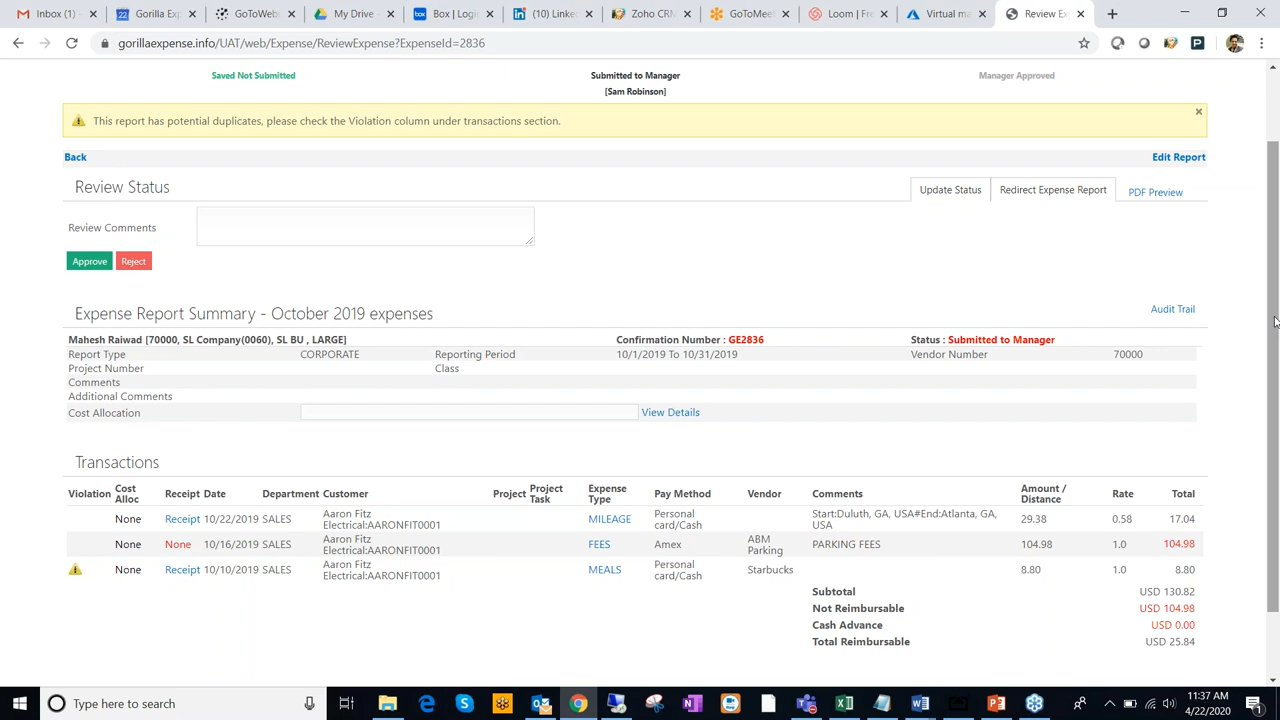 Inbox (
GoToWeb
My Drive
Box | Login
(10) Linke
Zoho CRM
GoToMeet
Loom | Fre
Virtual ma
Redirect Exper
gorillaexpense.info/UAT/web/Expense/ReviewExpense?ExpenseId=2836
Saved Not Submitted Submitted to Manager Manager Approved
[Sam Robinson]
This report has potential duplicates, please check the Violation column under transactions section.
Back Edit Report
Review Status Update Status Redirect Expense Report PDF Preview
Review Comments
Approve Reject
Expense Report Summary - October 2019 expenses Audit Trail
Mahesh Raiwad [70000, SL Company(0060), SL BU , LARGE] Confirmation Number : GE2836 Status : Submitted to Manager
Report Type CORPORATE Reporting Period 10/1/2019 To 10/31/2019 Vendor Number 70000
Project Number Class
Comments
Additional Comments
Cost Allocation View Details
Transactions
Violation Cost Alloc Receipt Date Department Customer Project Project Task Expense Type Pay Method Vendor Comments Amount / Distance Rate Total
None Receipt 10/22/2019 SALES Aaron Fitz Electrical:AARONFIT0001 MILEAGE Personal card/Cash Start:Duluth, GA, USA#End:Atlanta, GA, USA 29.38 0.58 17.04
None None 10/16/2019 SALES Aaron Fitz Electrical:AARONFIT0001 FEES Amex ABM Parking PARKING FEES 104.98 1.0 104.98
None Receipt 10/10/2019 SALES Aaron Fitz Electrical:AARONFIT0001 MEALS Personal card/Cash Starbucks 8.80 1.0 8.80
Subtotal USD 130.82
Not Reimbursable USD 104.98
Cash Advance USD 0.00
Total Reimbursable USD 25.84
Type here to search
11:37 AM
4/22/2020